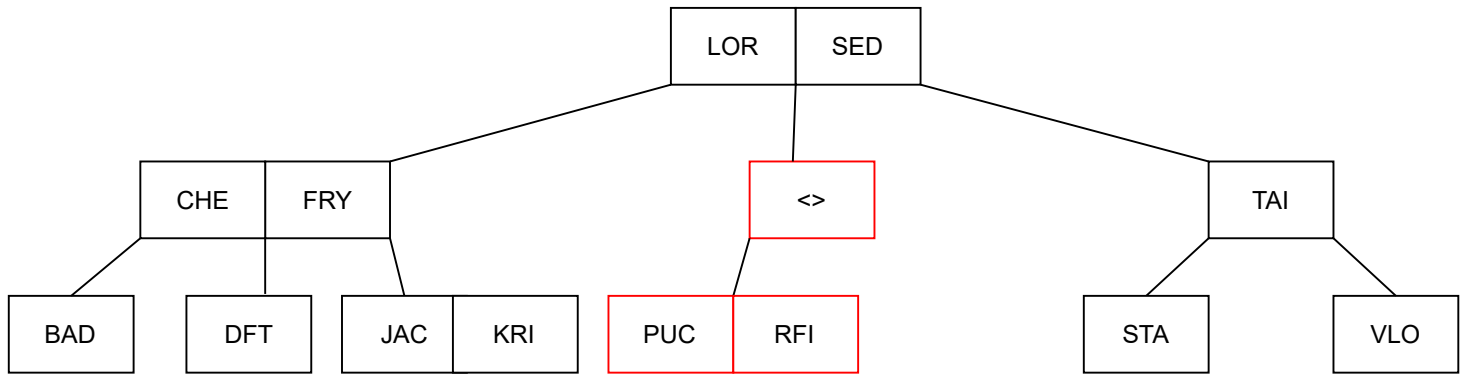 LOR SED
CHE FRY <> TAI
BAD DFT JAC KRI PUC RFI STA VLO